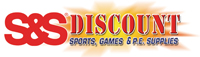 S&S DISCOUNT
SPORTS, GAMES & P.E. SUPPLIES